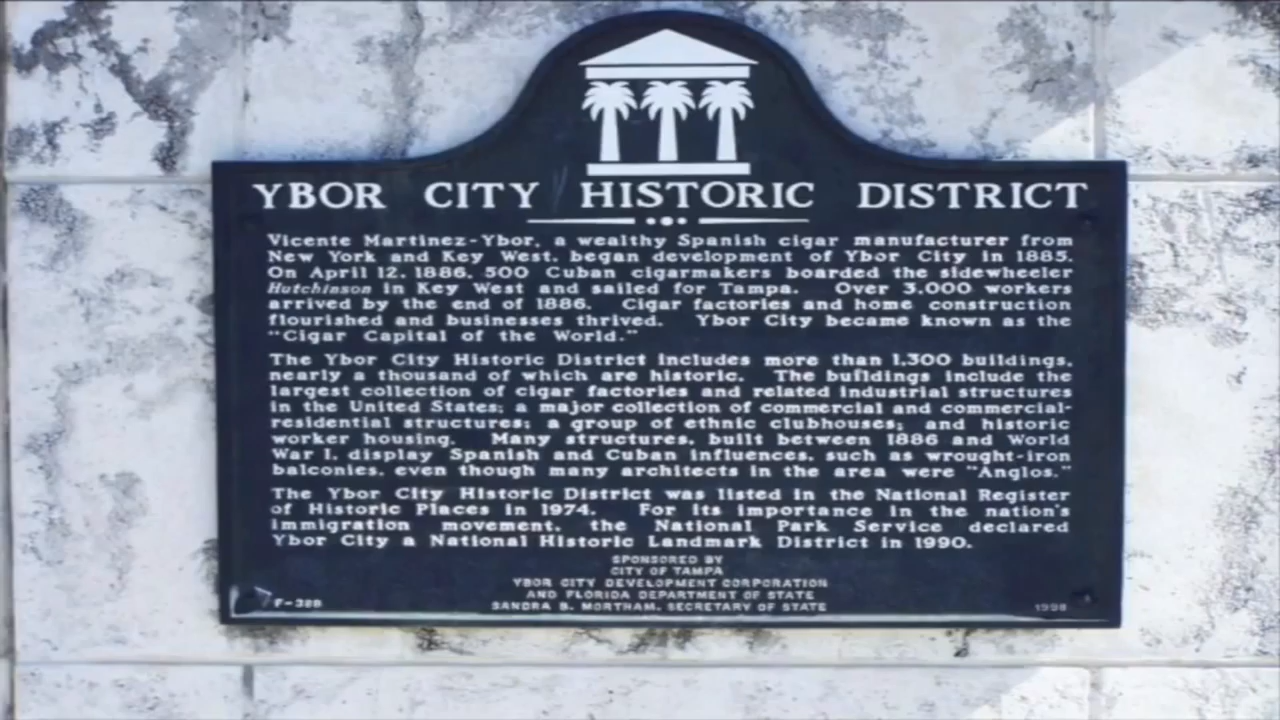 YBOR CITY HISTORIC DISTRICT
Vicente Martinez-Ybor, a wealthy Spanish cigar manufacturer from
New York and Key West, began development of Ybor City in 1885.
On April 12, 1886, 500 Cuban cigarmakers boarded the sidewheeler
Hutchinson in Key West and sailed for Tampa. Over 3,000 workers
arrived by the end of 1886. Cigar factories and home construction
flourished and businesses thrived. Ybor City became known as the
"Cigar Capital of the World."
The Ybor City Historic District includes more than 1,300 buildings,
nearly a thousand of which are historic. The buildings include the
largest collection of cigar factories and related industrial structures
in the United States; a major collection of commercial and commercial-
residential structures; a group of ethnic clubhouses; and historic
worker housing. Many structures, built between 1886 and World
War I, display Spanish and Cuban influences, such as wrought-iron
balconies, even though many architects in the area were "Anglos."
The Ybor City Historic District was listed in the National Register
of Historic Places in 1974. For its importance in the nation's
immigration movement, the National Park Service declared
Ybor City a National Historic Landmark District in 1990.
SPONSORED BY
CITY OF TAMPA
YBOR CITY DEVELOPMENT CORPORATION
AND FLORIDA DEPARTMENT OF STATE
SANDRA B. MORTHAM, SECRETARY OF STATE